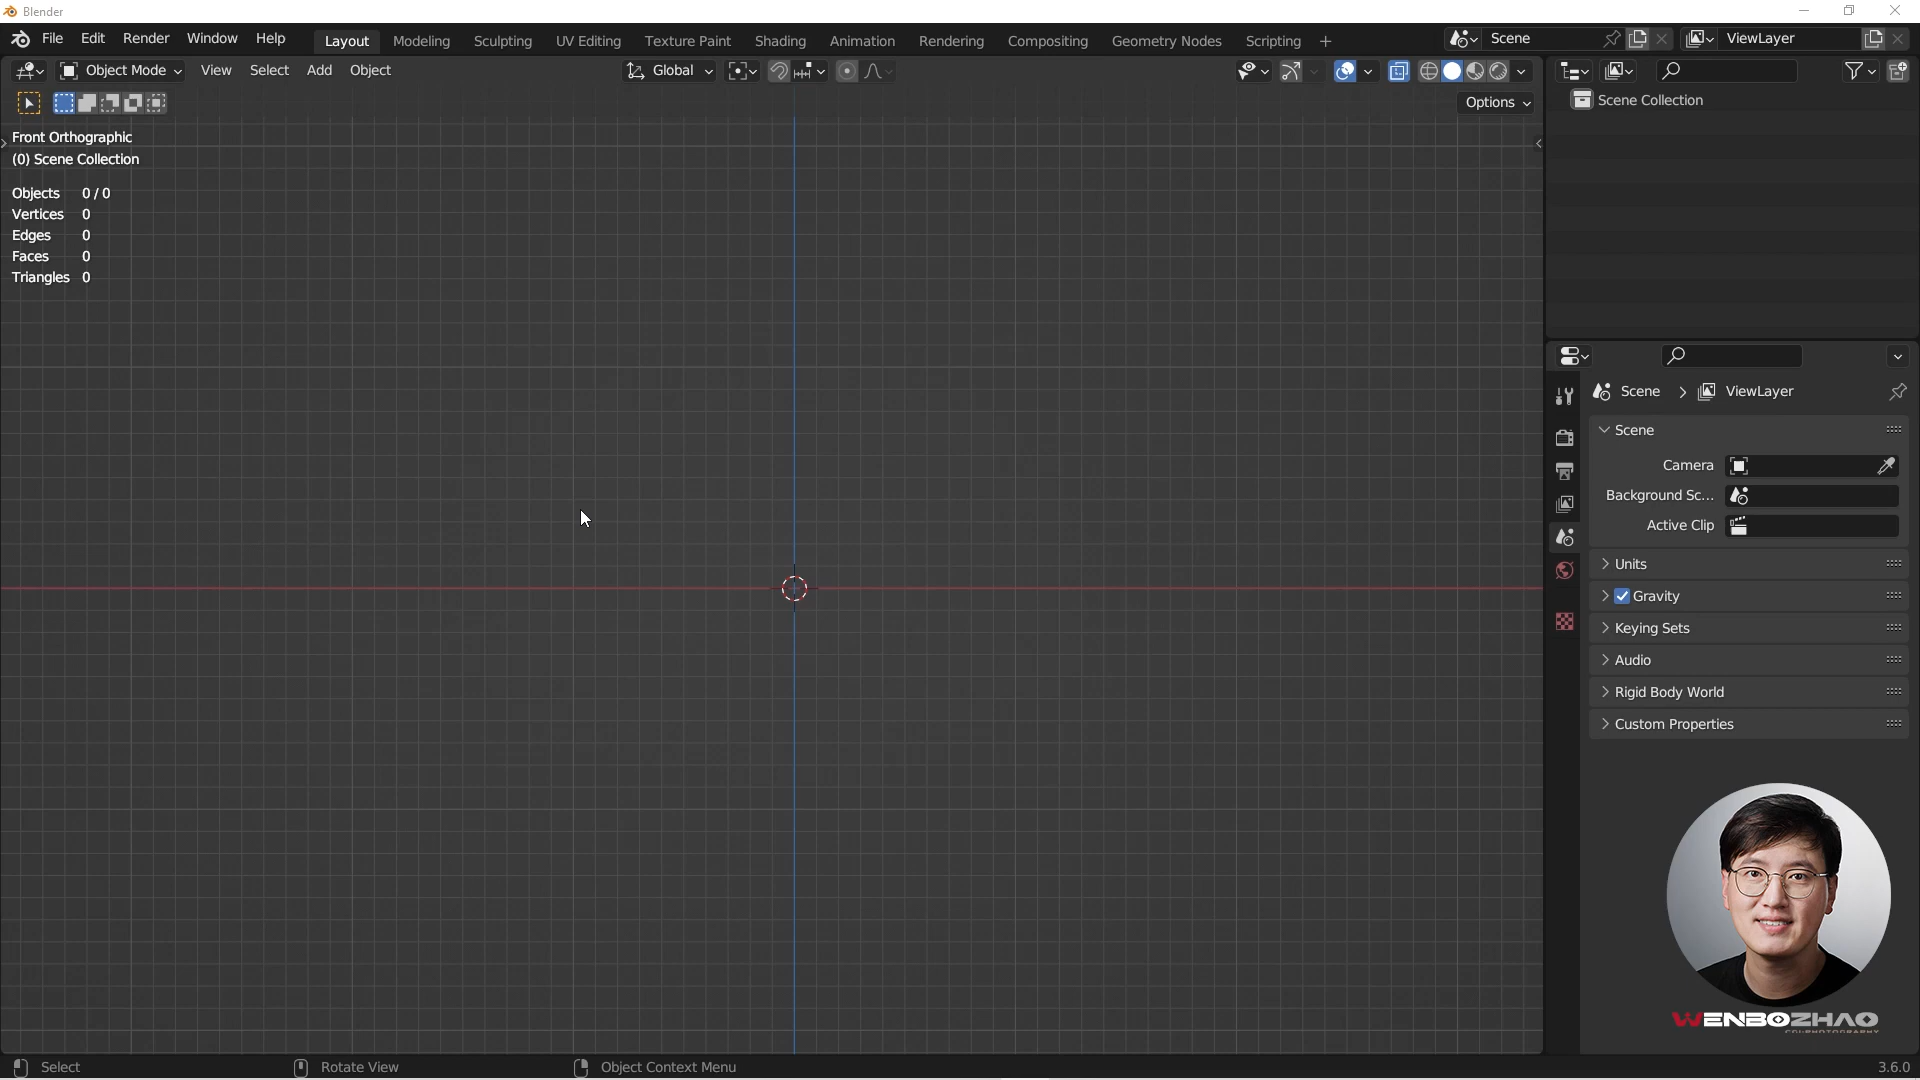 Blender
File Edit Render Window Help Layout Modeling Sculpting UV Editing Texture Paint Shading Animation Rendering Compositing Geometry Nodes Scripting + Scene ViewLayer
Object Mode View Select Add Object Global
Options
Scene Collection
Front Orthographic
(0) Scene Collection
Objects 0 / 0
Vertices 0
Edges 0
Faces 0
Triangles 0
Scene > ViewLayer
Scene
Camera
Background Sc...
Active Clip
Units
Gravity
Keying Sets
Audio
Rigid Body World
Custom Properties
WENBOZHAO
Select Rotate View Object Context Menu 3.6.0